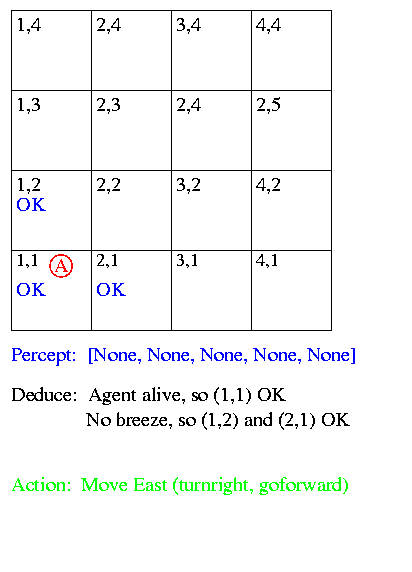 1,4 2,4 3,4 4,4
1,3 2,3 2,4 2,5
1,2 2,2 3,2 4,2
OK
1,1 A 2,1 3,1 4,1
OK OK
Percept: [None, None, None, None, None]
Deduce: Agent alive, so (1,1) OK
No breeze, so (1,2) and (2,1) OK
Action: Move East (turnright, goforward)